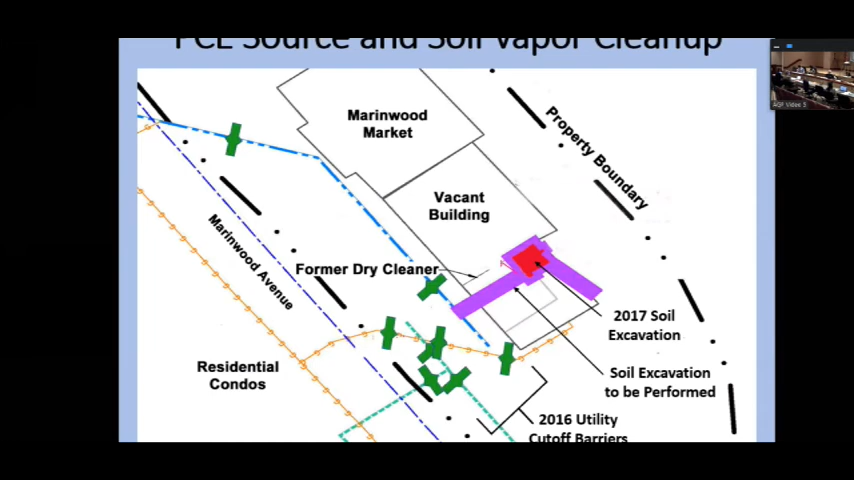 PCE Source and Soil Vapor Cleanup
Marinwood
Market
Property Boundary
Vacant
Building
Marinwood Avenue
Former Dry Cleaner
2017 Soil
Excavation
Residential
Condos
Soil Excavation
to be Performed
2016 Utility
Cutoff Barriers